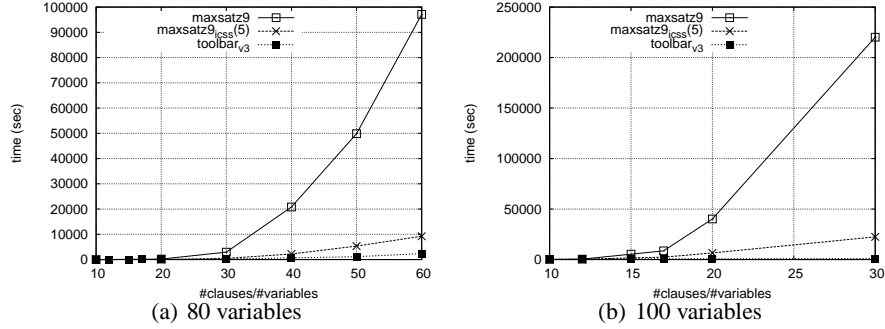 100000
90000
80000
70000
60000
50000
40000
30000
20000
10000
0
time (sec)
maxsatz9
maxsatz9icss(5)
toolbarv3
10 20 30 40 50 60
#clauses/#variables
(a) 80 variables
250000
200000
150000
100000
50000
0
time (sec)
maxsatz9
maxsatz9icss(5)
toolbarv3
10 15 20 25 30
#clauses/#variables
(b) 100 variables